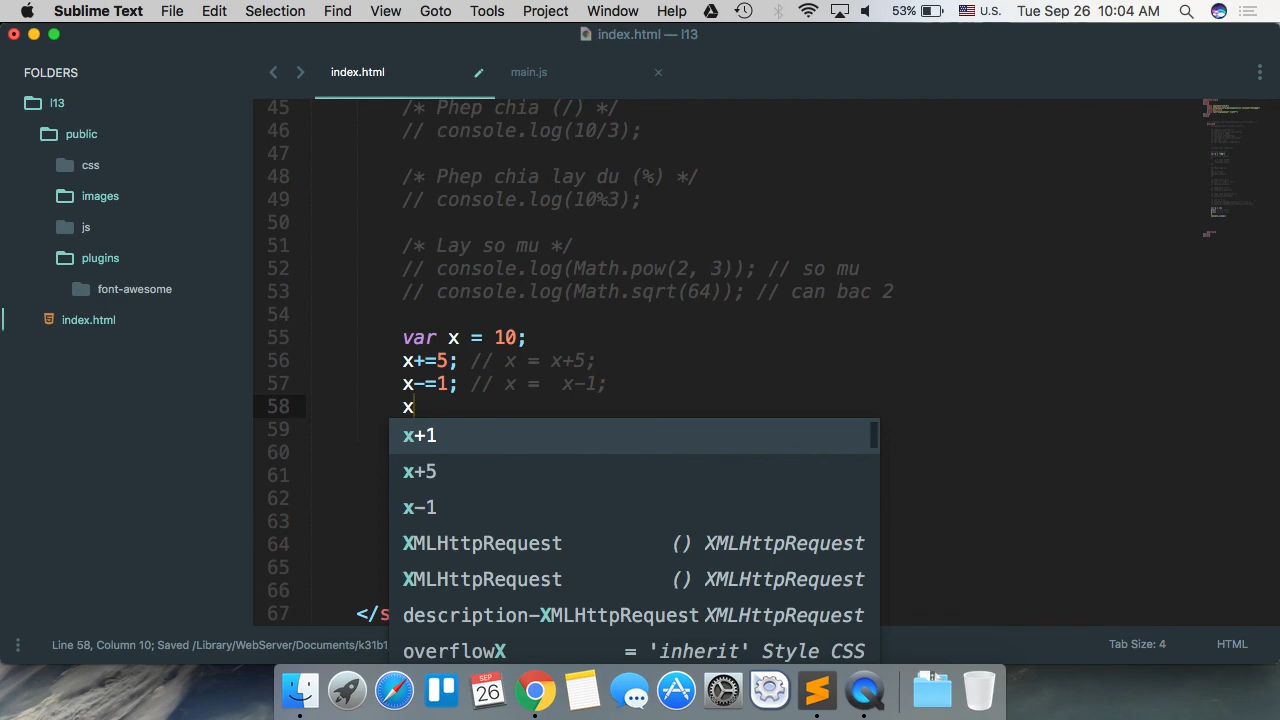 Sublime Text File Edit Selection Find View Goto Tools Project Window Help 53% U.S. Tue Sep 26 10:04 AM
index.html — l13
FOLDERS
l13
public
css
images
js
plugins
font-awesome
index.html
index.html main.js
45 /* Phep chia (/) */
46 // console.log(10/3);
47
48 /* Phep chia lay du (%) */
49 // console.log(10%3);
50
51 /* Lay so mu */
52 // console.log(Math.pow(2, 3)); // so mu
53 // console.log(Math.sqrt(64)); // can bac 2
54
55 var x = 10;
56 x+=5; // x = x+5;
57 x-=1; // x =  x-1;
58 x
59 x+1
60 x+5
61
62 x-1
63 XMLHttpRequest () XMLHttpRequest
64
65 XMLHttpRequest () XMLHttpRequest
66 description-XMLHttpRequest XMLHttpRequest
67 </s
overflowX = 'inherit' Style CSS
Line 58, Column 10; Saved /Library/WebServer/Documents/k31b1 Tab Size: 4 HTML
SEP
26